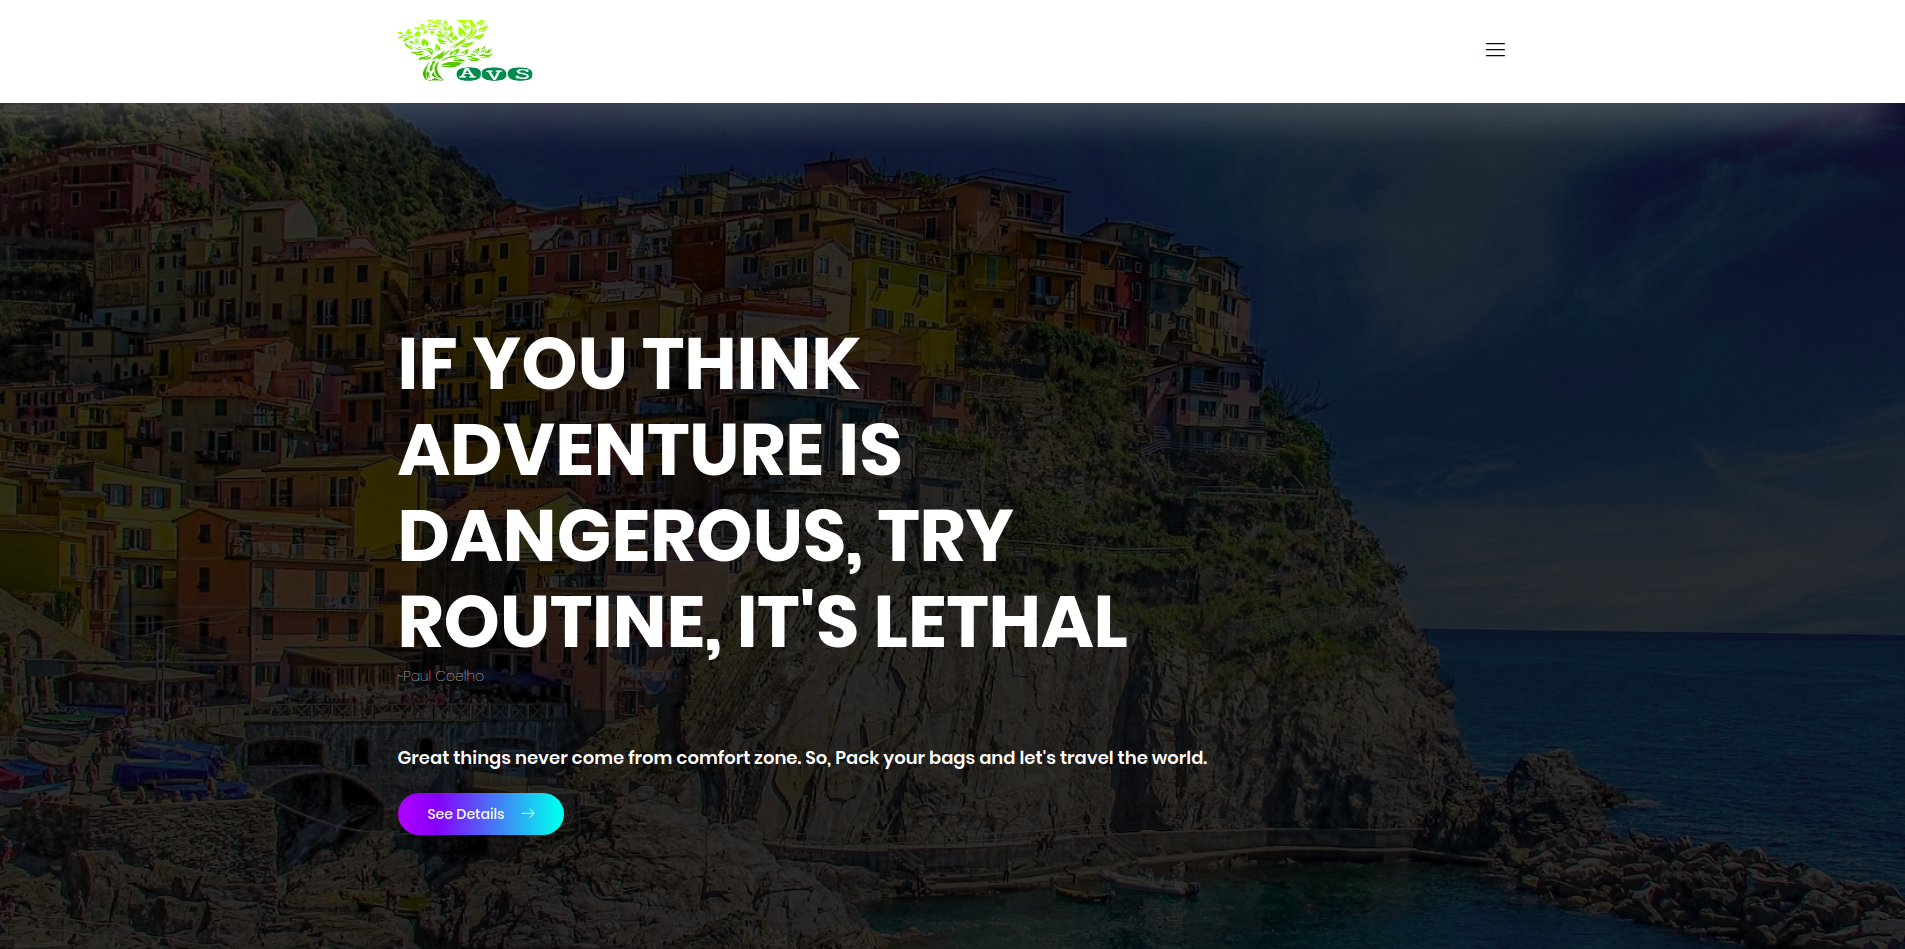 AVS
IF YOU THINK
ADVENTURE IS
DANGEROUS, TRY
ROUTINE, IT'S LETHAL
~Paul Coelho
Great things never come from comfort zone. So, Pack your bags and let's travel the world.
See Details